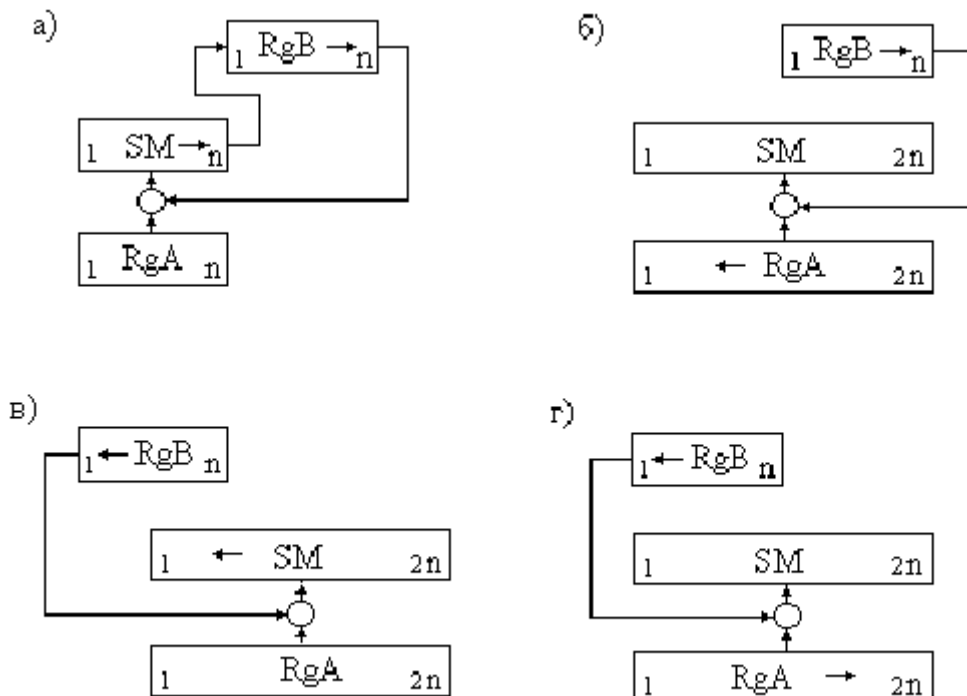 а)
1 RgB → n
1 SM → n
1 RgA n
б)
1 RgB → n
1 SM 2n
1 ← RgA 2n
в)
1 ← RgB n
1 ← SM 2n
1 RgA 2n
г)
1 ← RgB n
1 SM 2n
1 RgA → 2n